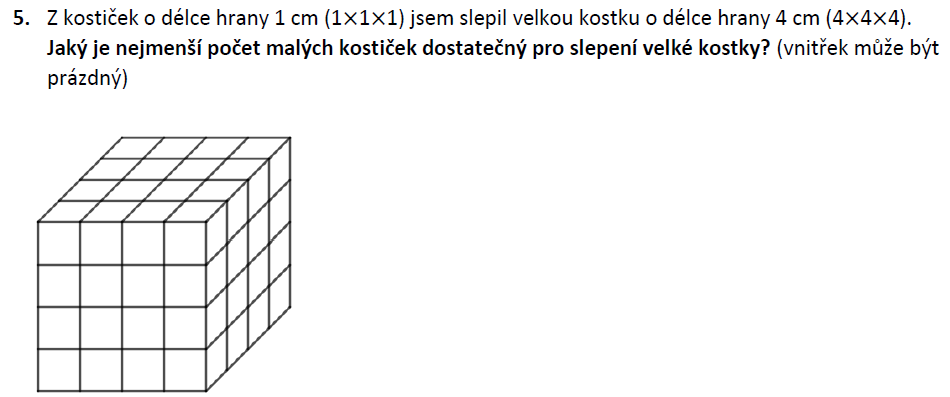 5. Z kostiček o délce hrany 1 cm (1×1×1) jsem slepil velkou kostku o délce hrany 4 cm (4×4×4).
Jaký je nejmenší počet malých kostiček dostatečný pro slepení velké kostky? (vnitřek může být
prázdný)